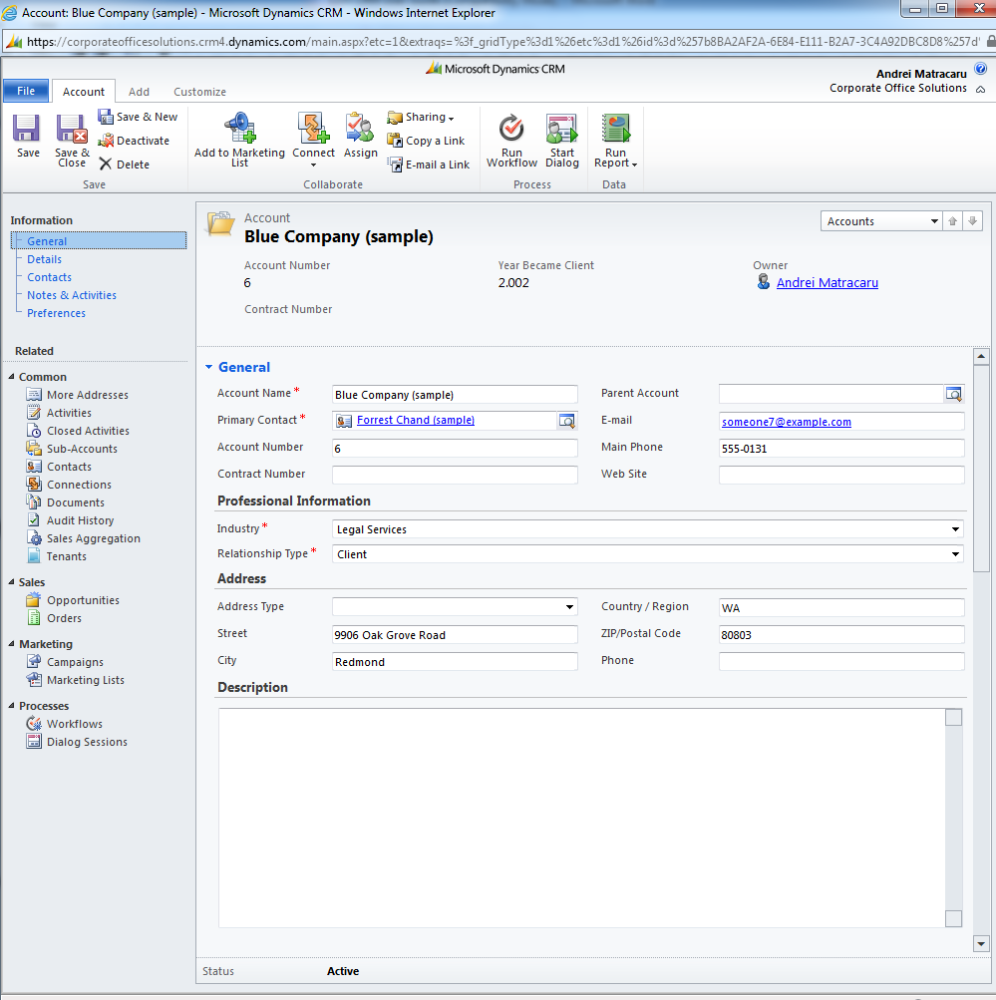 Account: Blue Company (sample) - Microsoft Dynamics CRM - Windows Internet Explorer
https://corporateofficesolutions.crm4.dynamics.com/main.aspx?etc=1&extraqs=%3f_gridType%3d1%26etc%3d1%26id%3d%257b8BA2AF2A-6E84-E111-B2A7-3C4A92DBC8D8%257d'
Microsoft Dynamics CRM
Andrei Matracaru
Corporate Office Solutions
File Account Add Customize
Save
Save & Close
Save & New
Deactivate
Delete
Save
Add to Marketing List
Connect
Assign
Sharing
Copy a Link
E-mail a Link
Collaborate
Run Workflow
Start Dialog
Process
Run Report
Data
Information
General
Details
Contacts
Notes & Activities
Preferences
Related
Common
More Addresses
Activities
Closed Activities
Sub-Accounts
Contacts
Connections
Documents
Audit History
Sales Aggregation
Tenants
Sales
Opportunities
Orders
Marketing
Campaigns
Marketing Lists
Processes
Workflows
Dialog Sessions
Account
Blue Company (sample)
Accounts
Account Number Year Became Client Owner
6 2.002 Andrei Matracaru
Contract Number
General
Account Name * Blue Company (sample) Parent Account
Primary Contact * Forrest Chand (sample) E-mail someone7@example.com
Account Number 6 Main Phone 555-0131
Contract Number Web Site
Professional Information
Industry * Legal Services
Relationship Type * Client
Address
Address Type Country / Region WA
Street 9906 Oak Grove Road ZIP/Postal Code 80803
City Redmond Phone
Description
Status Active